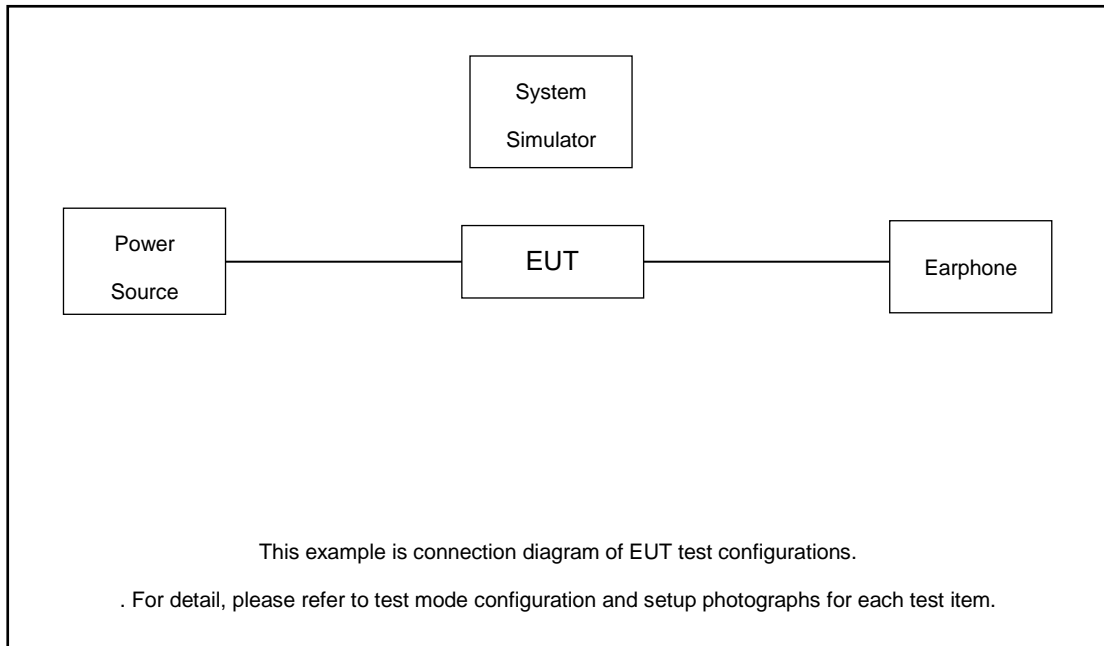 System
Simulator
Power
Source
EUT
Earphone
This example is connection diagram of EUT test configurations.
. For detail, please refer to test mode configuration and setup photographs for each test item.